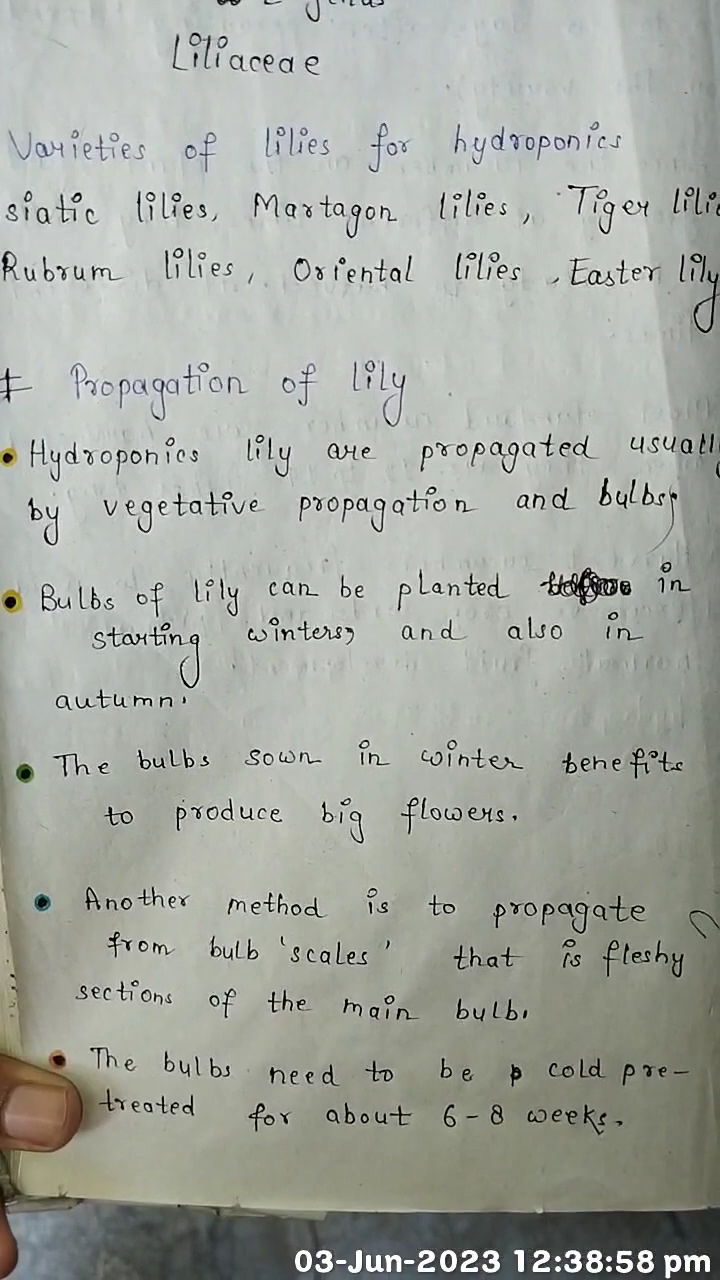 Liliaceae
Varieties of lilies for hydroponics
siatic lilies, Martagon lilies, Tiger lili
Rubrum lilies, Oriental lilies, Easter lily
# Propagation of lily
• Hydroponics lily are propagated usuall
by vegetative propagation and bulbs;
• Bulbs of lily can be planted in
starting winters, and also in
autumn.
• The bulbs sown in winter benefits
to produce big flowers.
• Another method is to propagate
from bulb 'scales' that is fleshy
sections of the main bulb.
• The bulbs need to be cold pre-
treated for about 6-8 weeks.
03-Jun-2023 12:38:58 pm